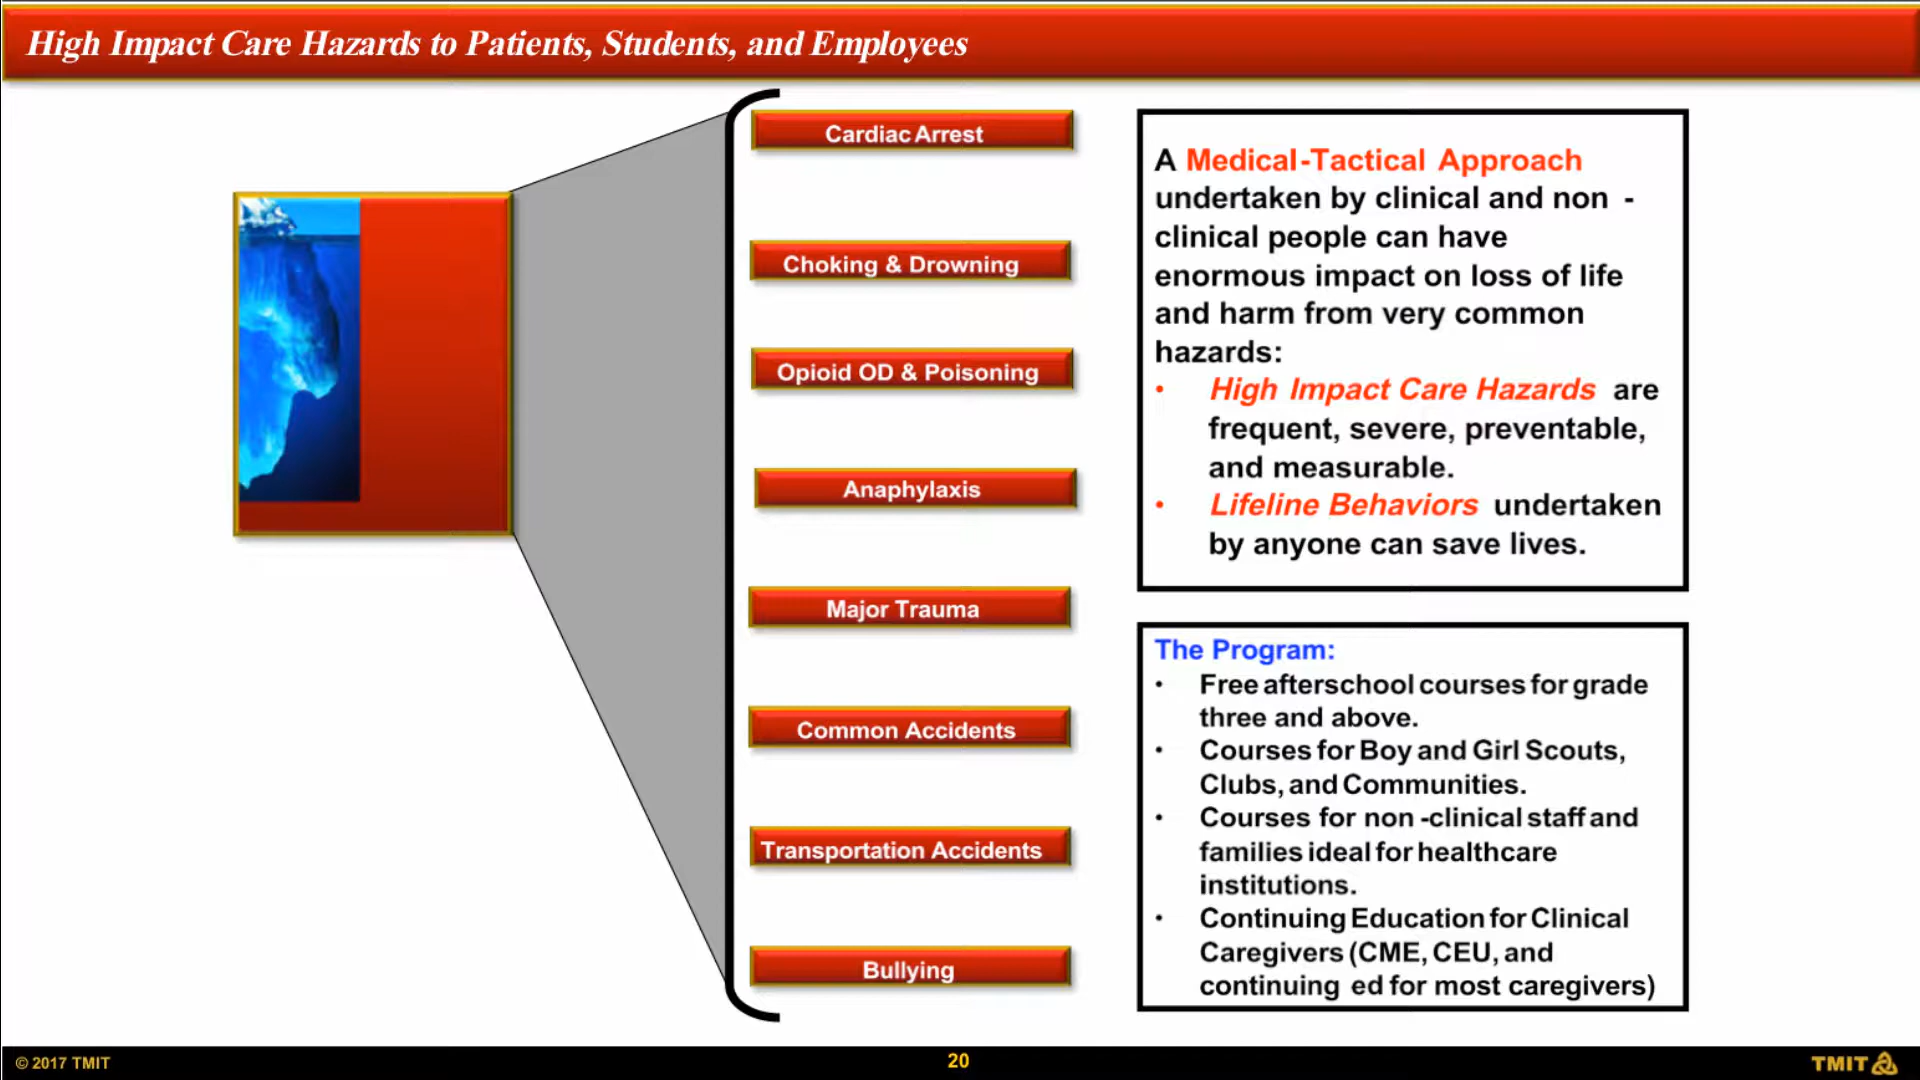 High Impact Care Hazards to Patients, Students, and Employees
Cardiac Arrest
Choking & Drowning
Opioid OD & Poisoning
Anaphylaxis
Major Trauma
Common Accidents
Transportation Accidents
Bullying
A Medical-Tactical Approach
undertaken by clinical and non -
clinical people can have
enormous impact on loss of life
and harm from very common
hazards:
• High Impact Care Hazards are
frequent, severe, preventable,
and measurable.
• Lifeline Behaviors undertaken
by anyone can save lives.
The Program:
• Free afterschool courses for grade
three and above.
• Courses for Boy and Girl Scouts,
Clubs, and Communities.
• Courses for non -clinical staff and
families ideal for healthcare
institutions.
• Continuing Education for Clinical
Caregivers (CME, CEU, and
continuing ed for most caregivers)
© 2017 TMIT
20
TMIT